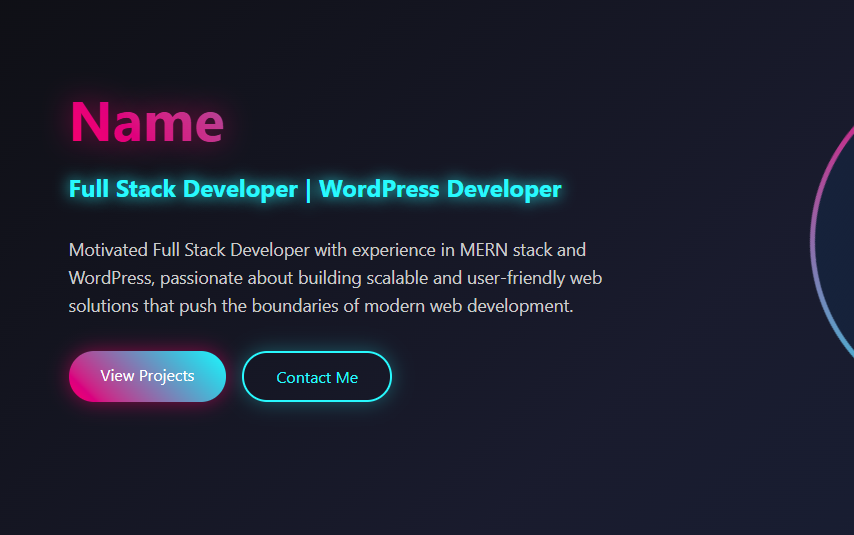 Name
Full Stack Developer | WordPress Developer
Motivated Full Stack Developer with experience in MERN stack and
WordPress, passionate about building scalable and user-friendly web
solutions that push the boundaries of modern web development.
View Projects
Contact Me